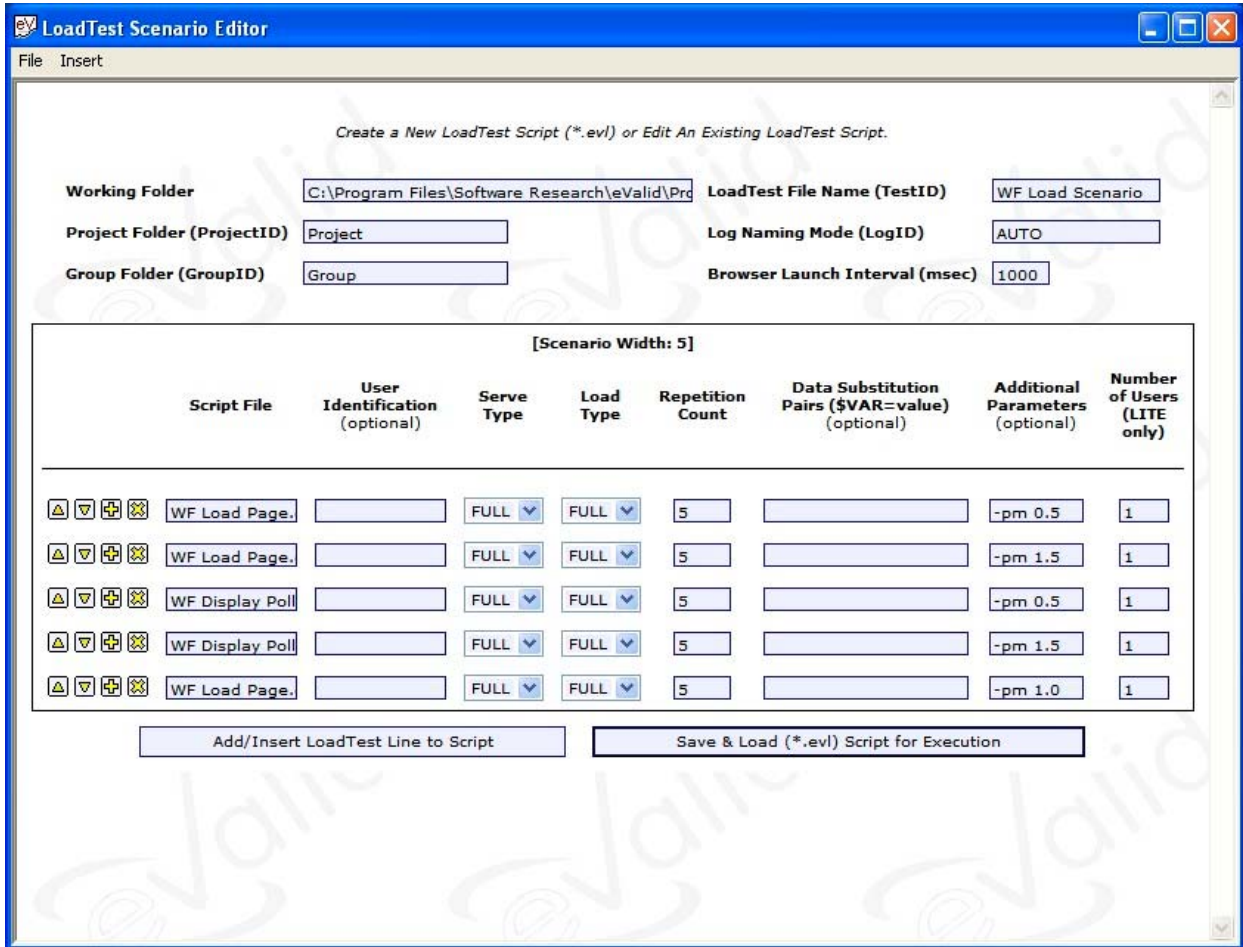 LoadTest Scenario Editor
File Insert
Create a New LoadTest Script (*.evl) or Edit An Existing LoadTest Script.
Working Folder C:\Program Files\Software Research\eValid\Pro LoadTest File Name (TestID) WF Load Scenario
Project Folder (ProjectID) Project Log Naming Mode (LogID) AUTO
Group Folder (GroupID) Group Browser Launch Interval (msec) 1000
[Scenario Width: 5]
Script File User Identification (optional) Serve Type Load Type Repetition Count Data Substitution Pairs ($VAR=value) (optional) Additional Parameters (optional) Number of Users (LITE only)
WF Load Page. FULL FULL 5 -pm 0.5 1
WF Load Page. FULL FULL 5 -pm 1.5 1
WF Display Poll FULL FULL 5 -pm 0.5 1
WF Display Poll FULL FULL 5 -pm 1.5 1
WF Load Page. FULL FULL 5 -pm 1.0 1
Add/Insert LoadTest Line to Script Save & Load (*.evl) Script for Execution
eValid